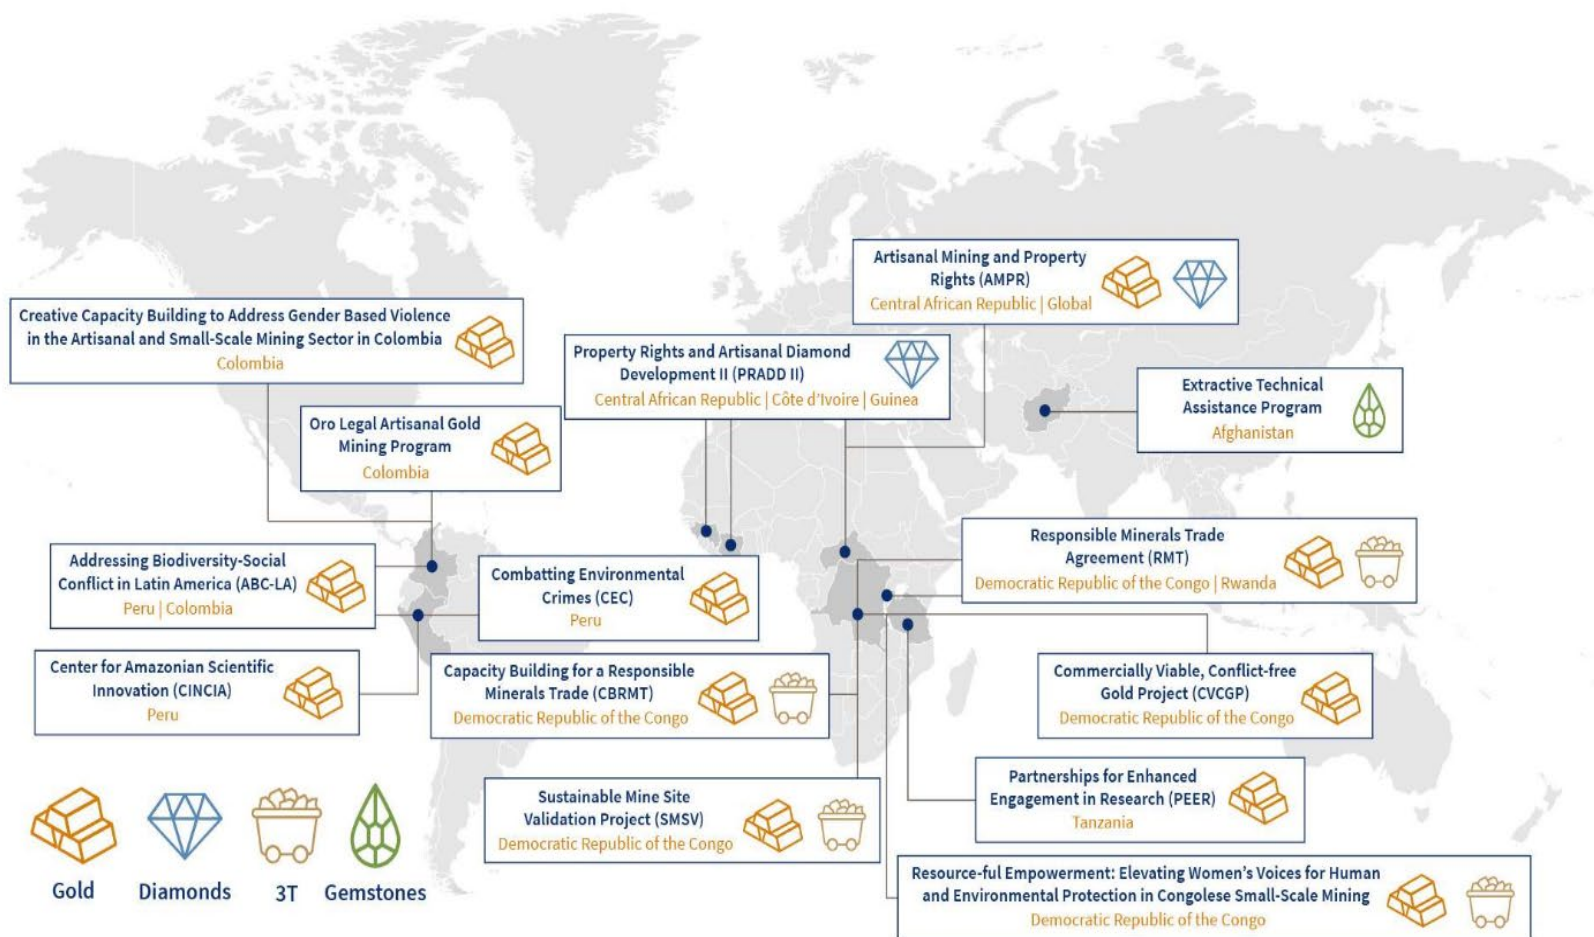 Artisanal Mining and Property
Rights (AMPR)
Central African Republic | Global
Creative Capacity Building to Address Gender Based Violence
in the Artisanal and Small-Scale Mining Sector in Colombia
Colombia
Property Rights and Artisanal Diamond
Development II (PRADD II)
Central African Republic | Côte d'Ivoire | Guinea
Extractive Technical
Assistance Program
Afghanistan
Oro Legal Artisanal Gold
Mining Program
Colombia
Responsible Minerals Trade
Agreement (RMT)
Democratic Republic of the Congo | Rwanda
Addressing Biodiversity-Social
Conflict in Latin America (ABC-LA)
Peru | Colombia
Combatting Environmental
Crimes (CEC)
Peru
Center for Amazonian Scientific
Innovation (CINCIA)
Peru
Capacity Building for a Responsible
Minerals Trade (CBRMT)
Democratic Republic of the Congo
Commercially Viable, Conflict-free
Gold Project (CVCGP)
Democratic Republic of the Congo
Partnerships for Enhanced
Engagement in Research (PEER)
Tanzania
Sustainable Mine Site
Validation Project (SMSV)
Democratic Republic of the Congo
Resource-ful Empowerment: Elevating Women's Voices for Human
and Environmental Protection in Congolese Small-Scale Mining
Democratic Republic of the Congo
Gold
Diamonds
3T
Gemstones